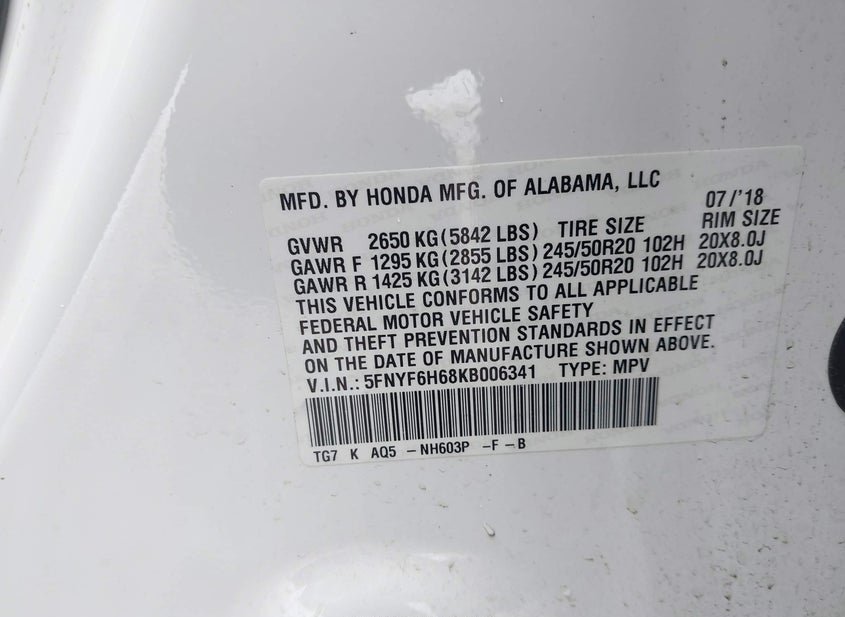 MFD. BY HONDA MFG. OF ALABAMA, LLC 07/'18
GVWR 2650 KG(5842 LBS) TIRE SIZE RIM SIZE
GAWR F 1295 KG(2855 LBS) 245/50R20 102H 20X8.0J
GAWR R 1425 KG(3142 LBS) 245/50R20 102H 20X8.0J
THIS VEHICLE CONFORMS TO ALL APPLICABLE
FEDERAL MOTOR VEHICLE SAFETY
AND THEFT PREVENTION STANDARDS IN EFFECT
ON THE DATE OF MANUFACTURE SHOWN ABOVE.
V.I.N.: 5FNYF6H68KB006341 TYPE: MPV
TG7 K AQ5 -NH603P -F-B